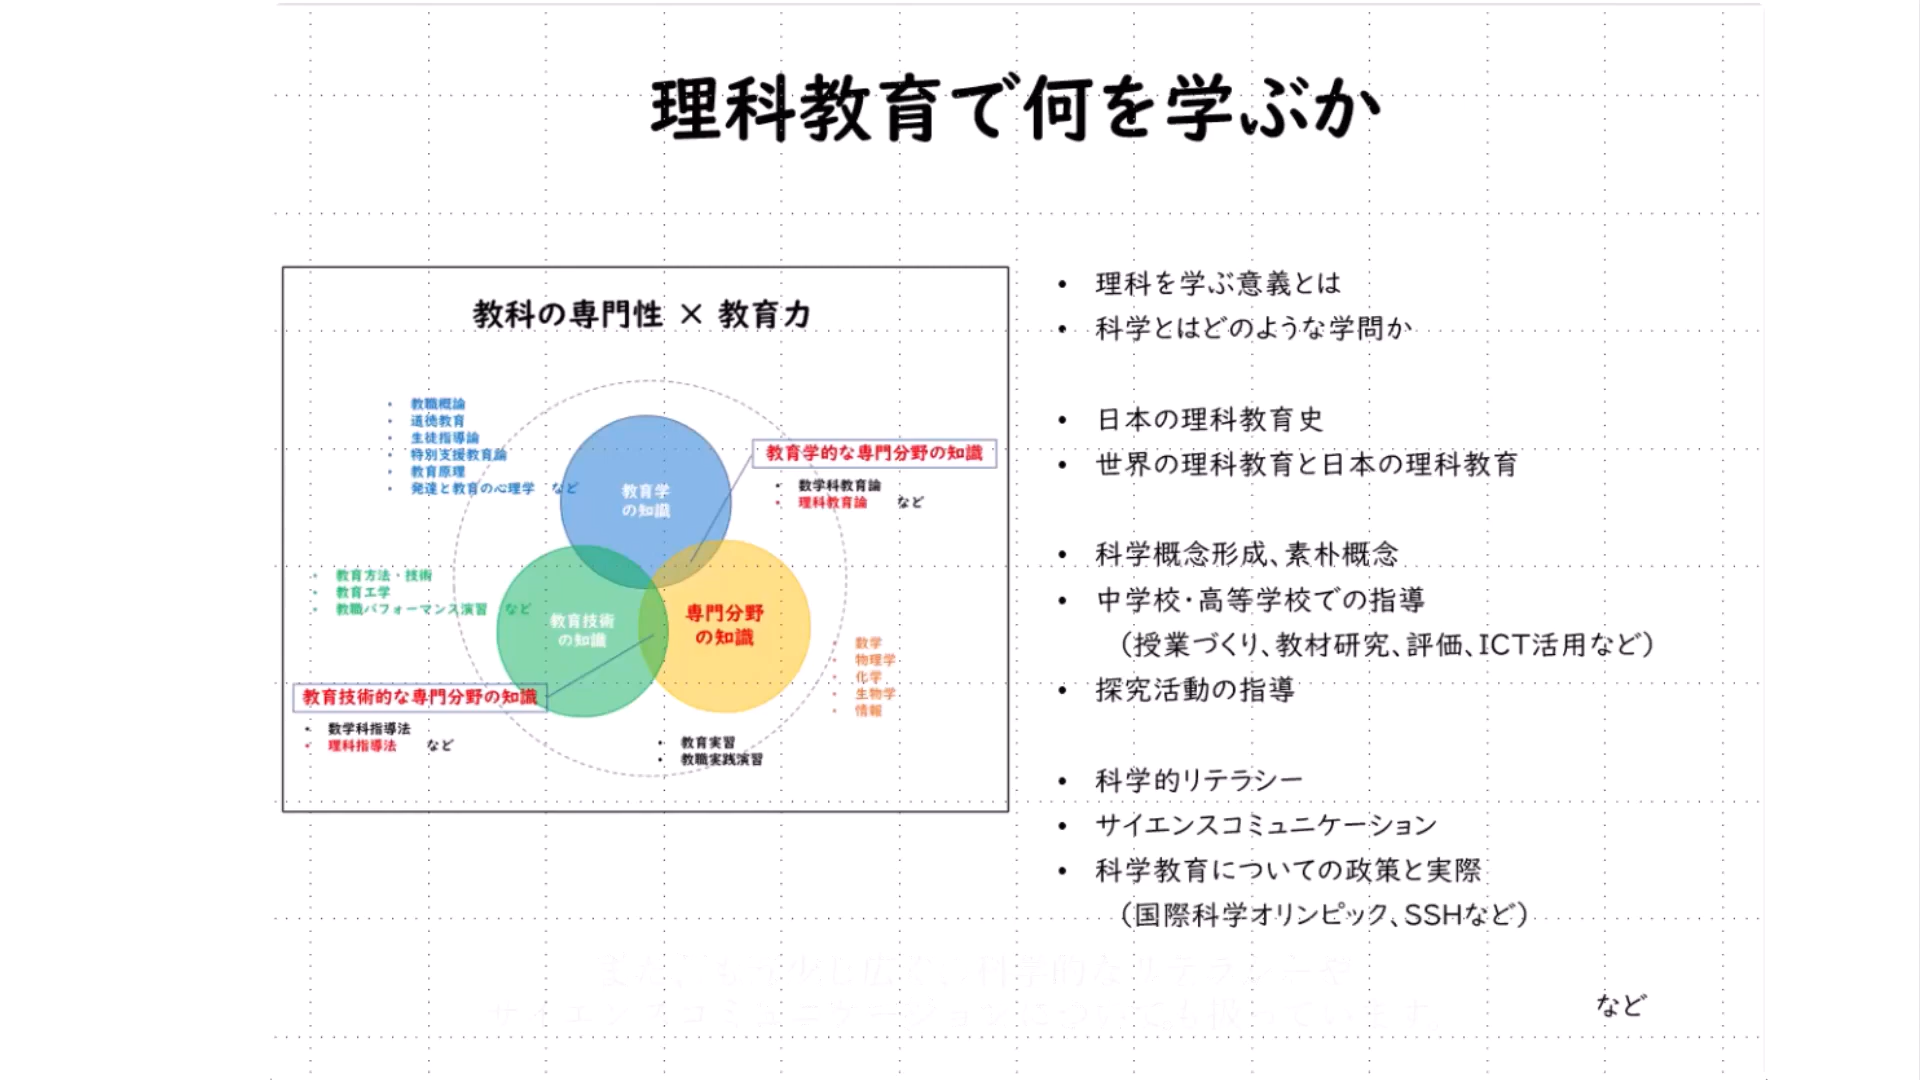 理科教育で何を学ぶか
教科の専門性 × 教育力
• 教職概論
• 道徳教育
• 生徒指導論
• 特別支援教育論
• 教育原理
• 発達と教育の心理学 など
教育学
の知識
教育学的な専門分野の知識
• 数学科教育論
• 理科教育論 など
• 教育方法・技術
• 教育工学
• 教職パフォーマンス演習 など
教育技術
の知識
専門分野
の知識
• 数学
• 物理学
• 化学
• 生物学
• 情報
教育技術的な専門分野の知識
• 数学科指導法
• 理科指導法 など
• 教育実習
• 教職実践演習
• 理科を学ぶ意義とは
• 科学とはどのような学問か
• 日本の理科教育史
• 世界の理科教育と日本の理科教育
• 科学概念形成、素朴概念
• 中学校・高等学校での指導
（授業づくり、教材研究、評価、ICT活用など）
• 探究活動の指導
• 科学的リテラシー
• サイエンスコミュニケーション
• 科学教育についての政策と実際
（国際科学オリンピック、SSHなど）
など